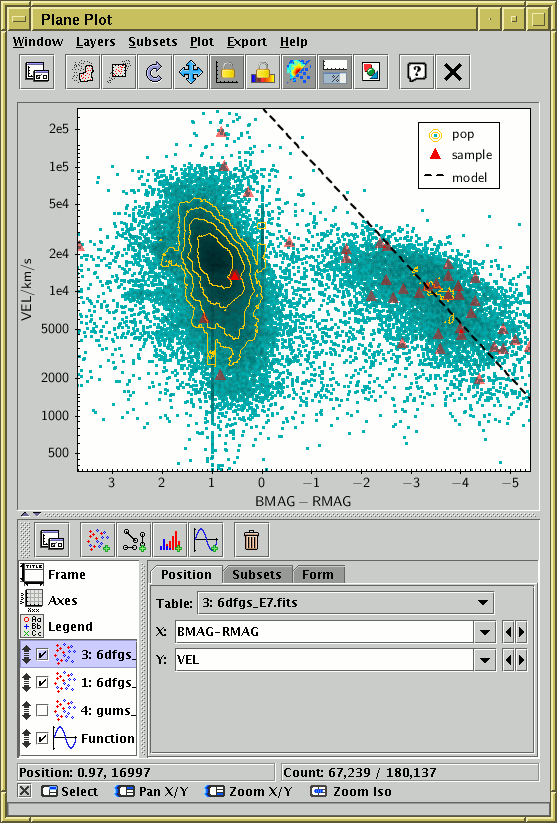 Plane Plot
Window Layers Subsets Plot Export Help
2e5
1e5
5e4
2e4
1e4
5000
2000
1000
500
VEL/km/s
pop
sample
model
3 2 1 0 −1 −2 −3 −4 −5
BMAG − RMAG
Frame
Axes
Legend
3: 6dfgs_
1: 6dfgs_
4: gums_
Function
Position Subsets Form
Table: 3: 6dfgs_E7.fits
X: BMAG-RMAG
Y: VEL
Position: 0.97, 16997 Count: 67,239 / 180,137
Select Pan X/Y Zoom X/Y Zoom Iso